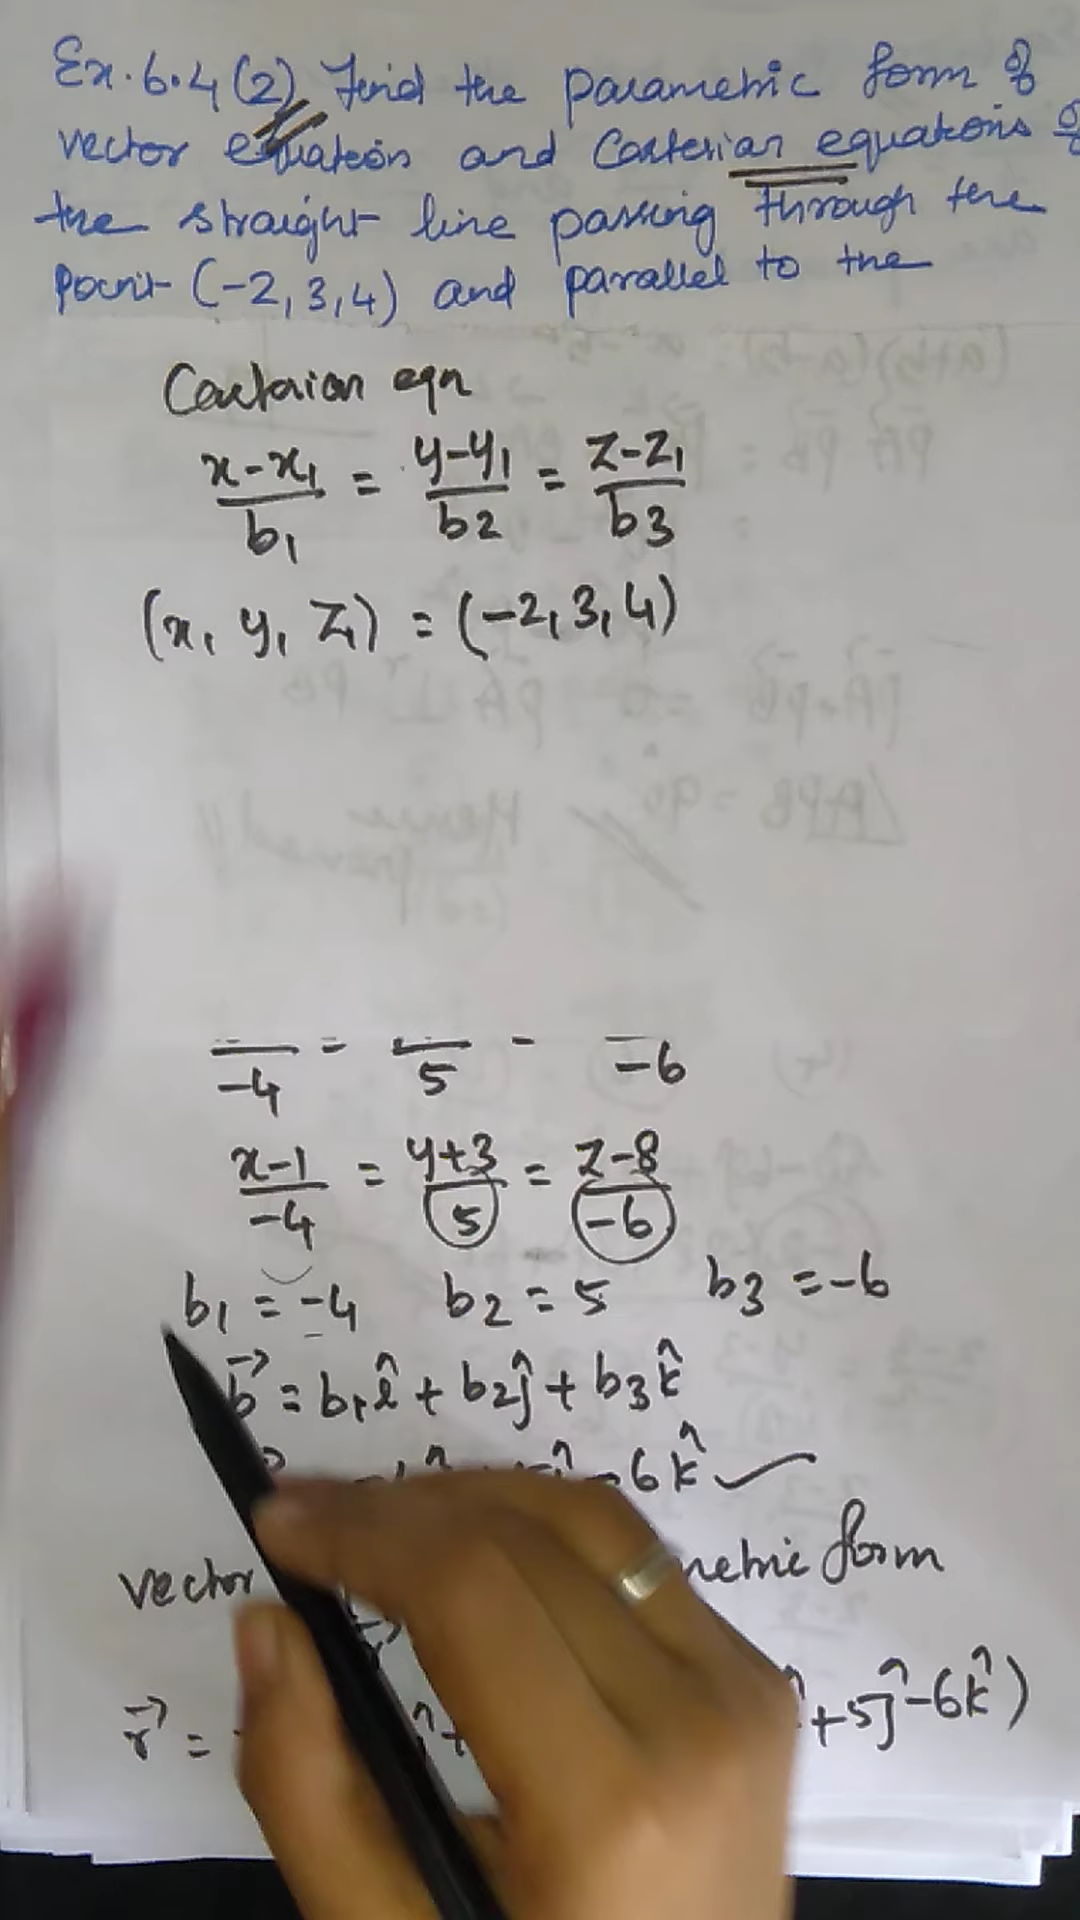 Ex. 6.4 (2) Find the parametric form of
vector equation and Carterian equations of
the straight line passing through the
point (-2, 3, 4) and parallel to the
Carterian eqn
x-x₁/b₁ = y-y₁/b2 = z-z₁/b3
(x₁ y₁ z₁) = (-2, 3, 4)
-4 = 5 - -6
x-1/-4 = y+3/5 = z-8/-6
b₁ = -4 b2 = 5 b3 = -6
b⃗ = b₁î + b2ĵ + b3k̂
-6k̂
vector form
r⃗ = +5ĵ-6k̂)